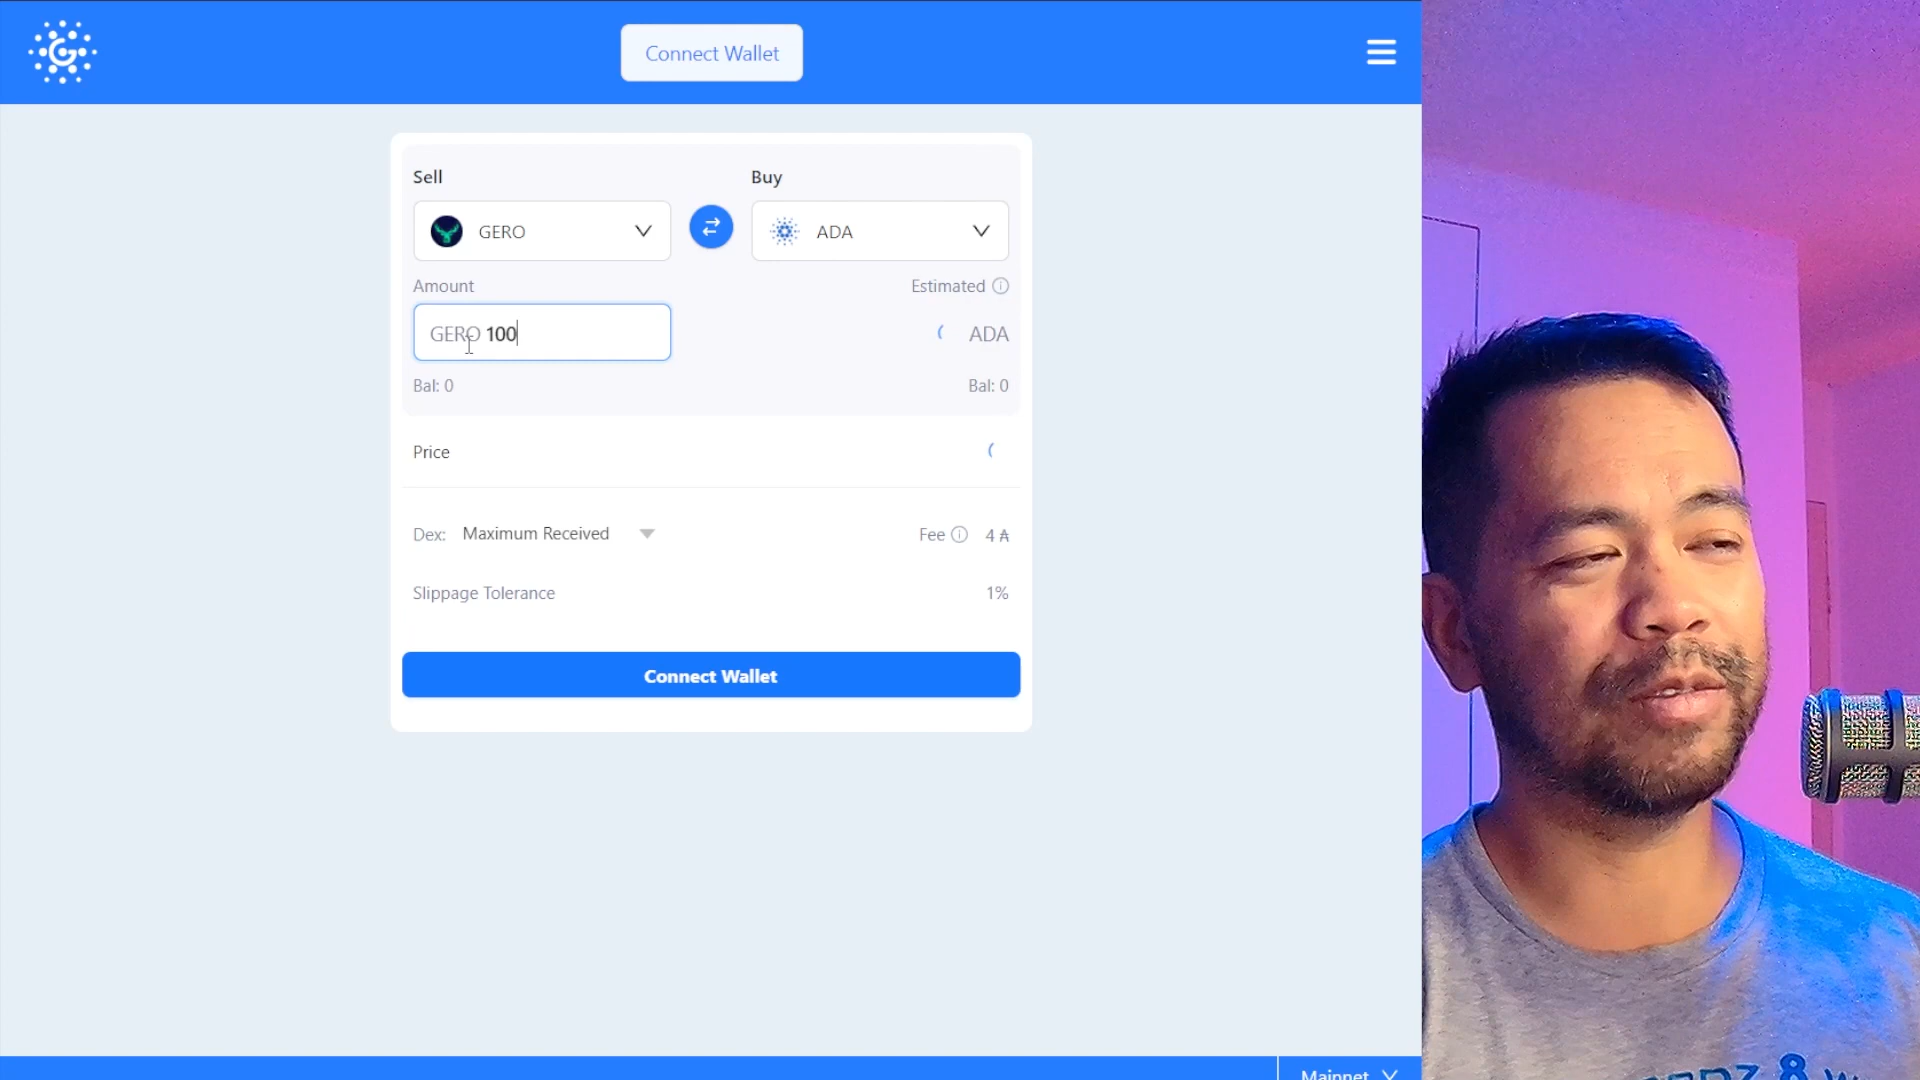 Connect Wallet
Sell
Buy
GERO
ADA
Amount
Estimated
GERO 100
ADA
Bal: 0
Bal: 0
Price
Dex: Maximum Received
Fee 4 ₳
Slippage Tolerance
1%
Connect Wallet
Mainnet